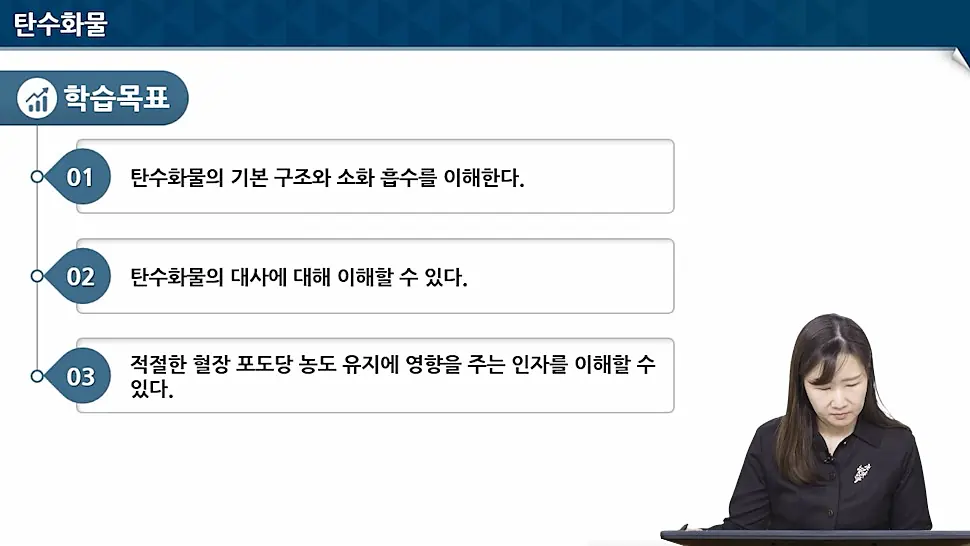 탄수화물
학습목표
01
탄수화물의 기본 구조와 소화 흡수를 이해한다.
02
탄수화물의 대사에 대해 이해할 수 있다.
03
적절한 혈장 포도당 농도 유지에 영향을 주는 인자를 이해할 수
있다.